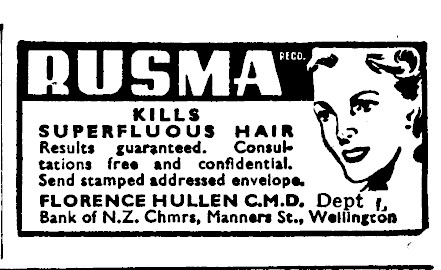 RUSMA REGD.
KILLS
SUPERFLUOUS HAIR
Results guaranteed. Consul-
tations free and confidential.
Send stamped addressed envelope.
FLORENCE HULLEN C.M.D. Dept
Bank of N.Z. Chmrs, Manners St., Wellington